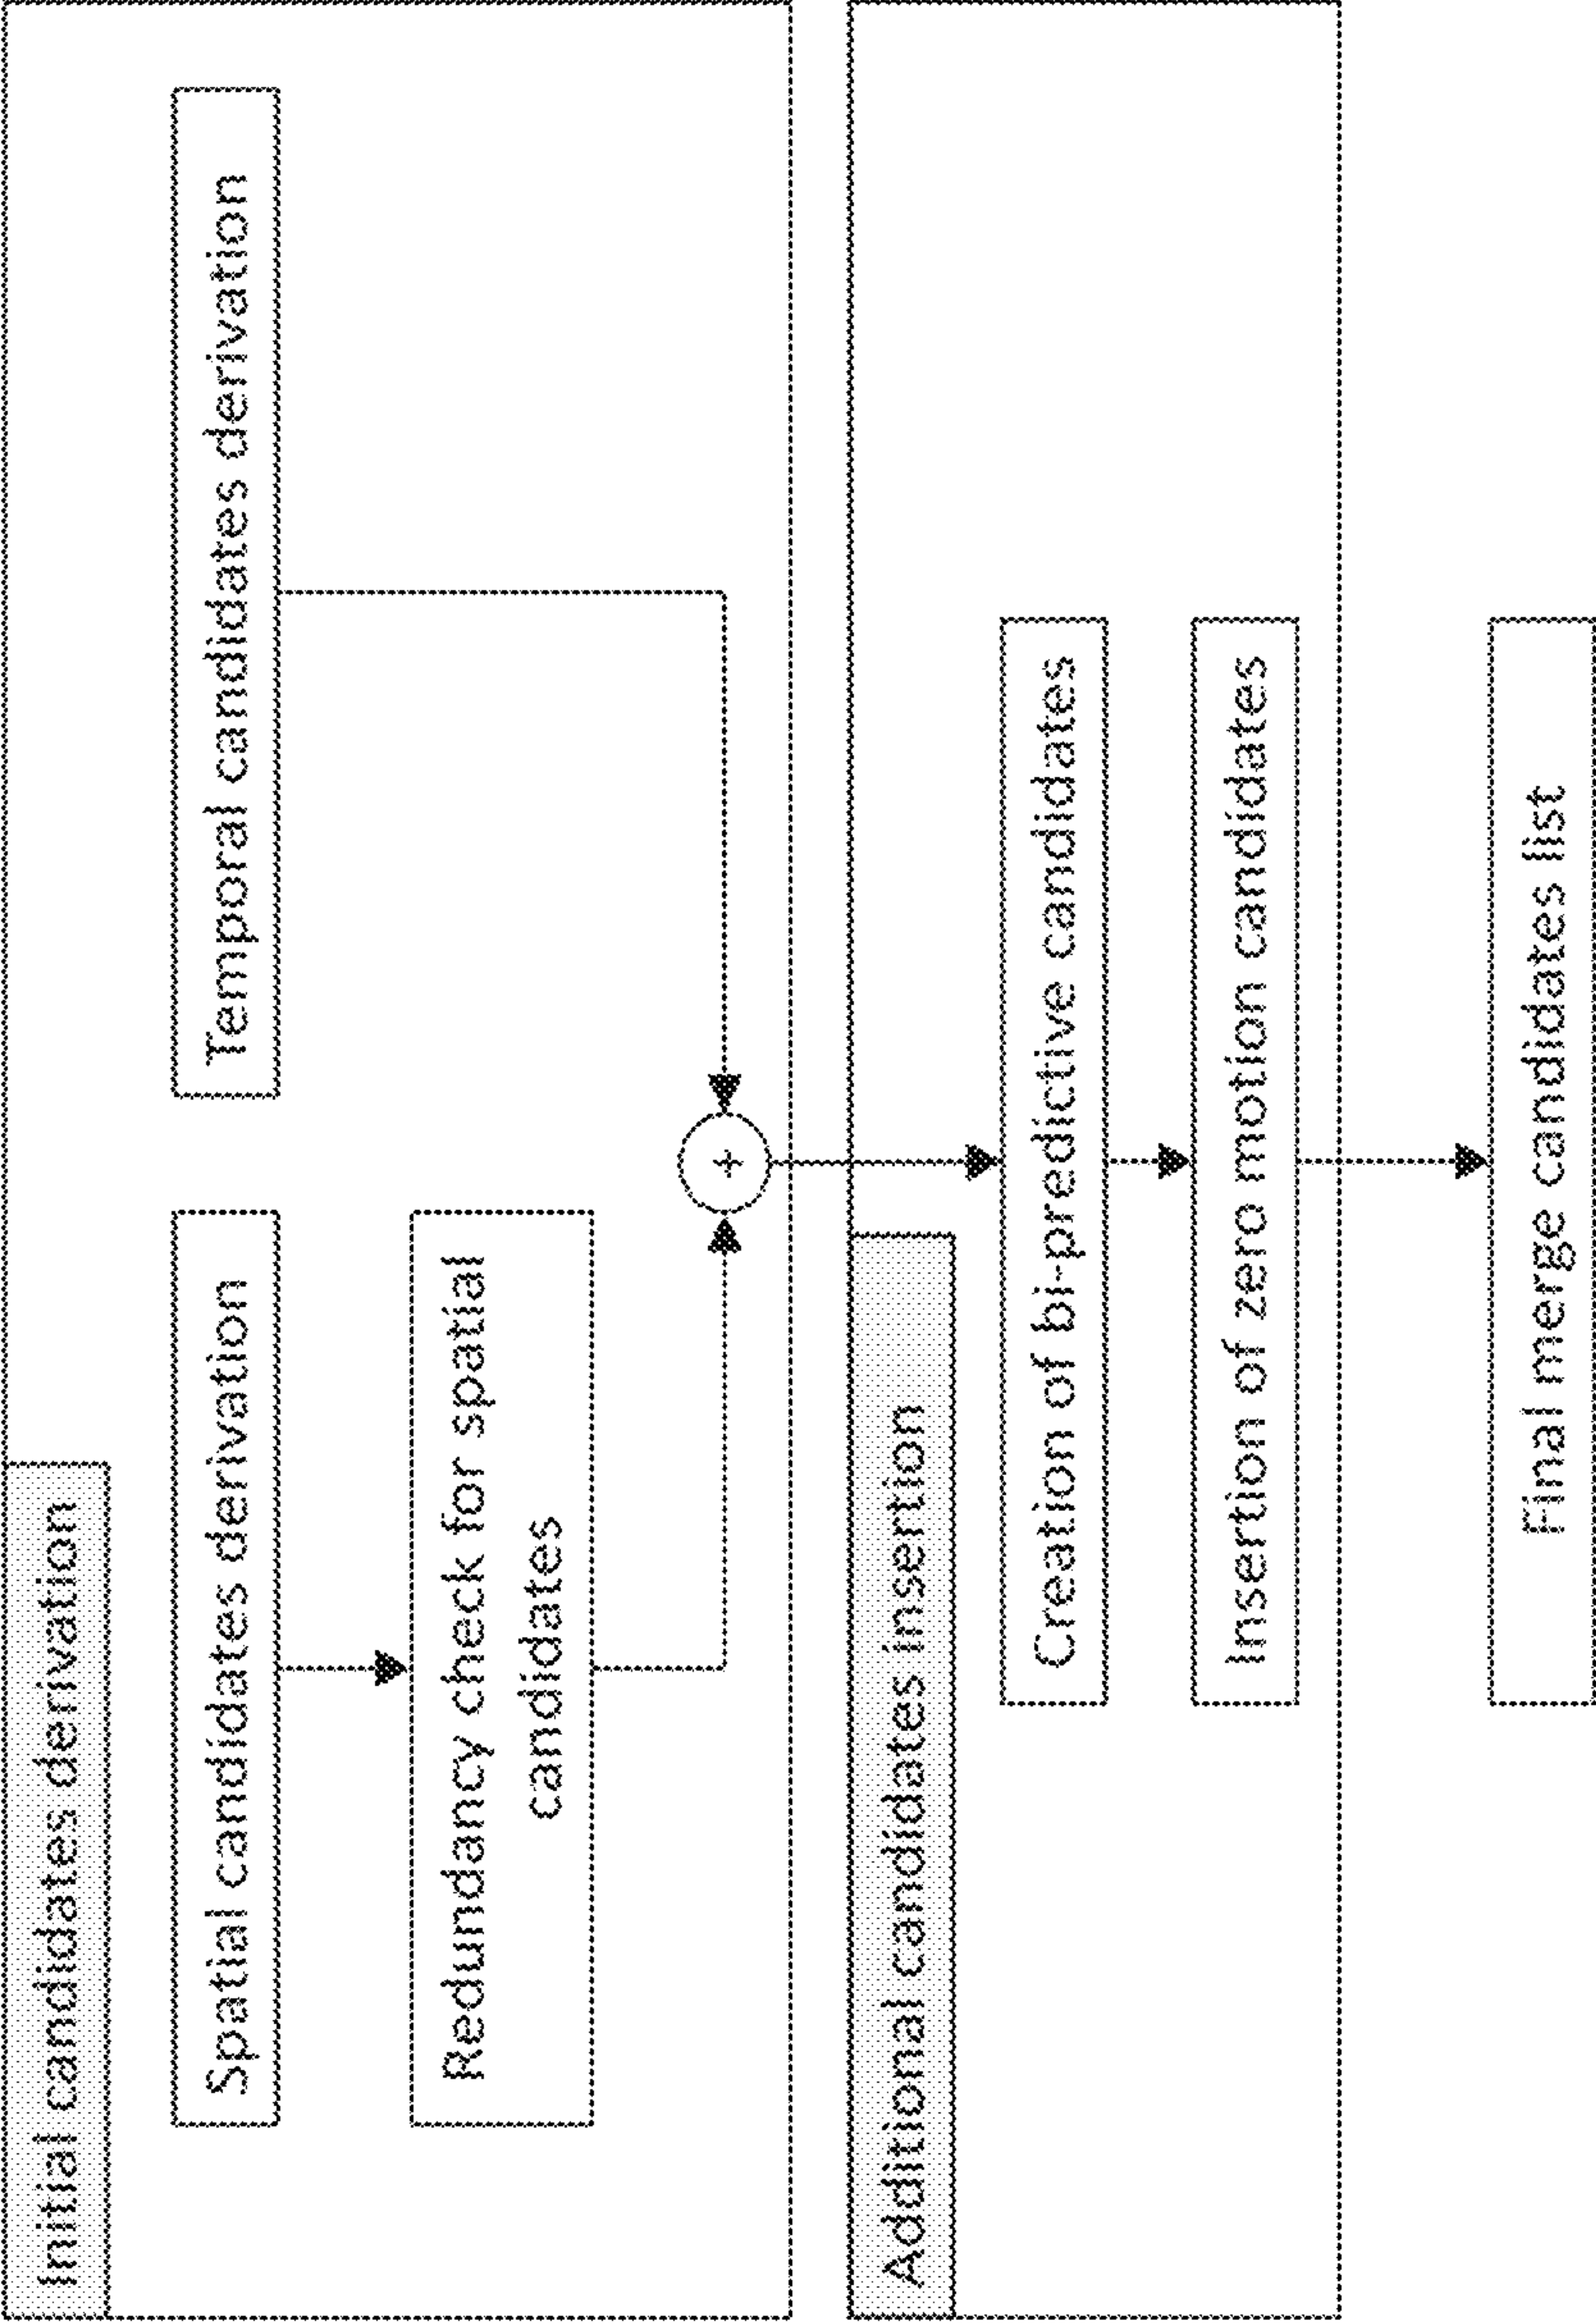 Initial candidates derivation
Spatial candidates derivation
Temporal candidates derivation
Redundancy check for spatial
candidates
+
Additional candidates insertion
Creation of bi-predictive candidates
Insertion of zero motion candidates
Final merge candidates list